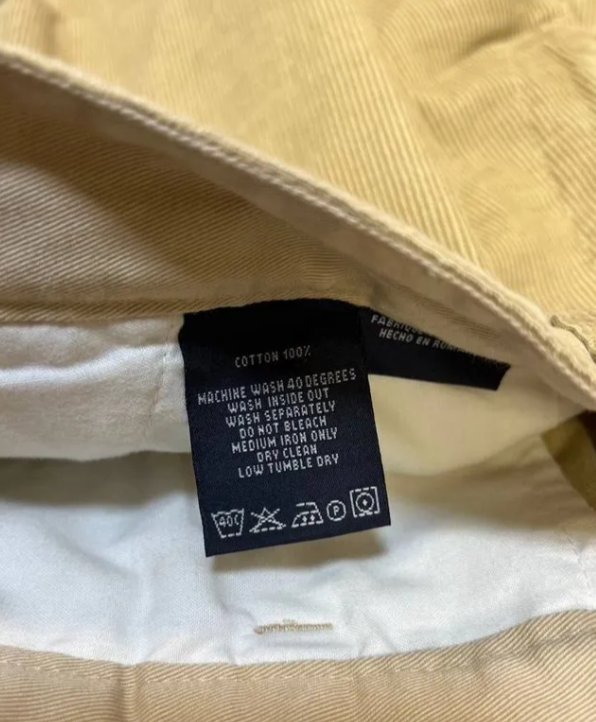 COTTON 100%
MACHINE WASH 40 DEGREES
WASH INSIDE OUT
WASH SEPARATELY
DO NOT BLEACH
MEDIUM IRON ONLY
DRY CLEAN
LOW TUMBLE DRY
40C
P
HECHO EN